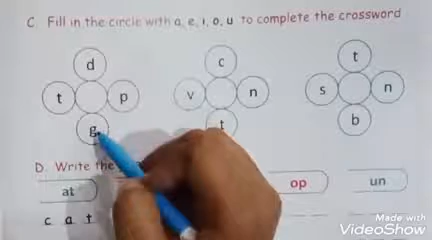 C. Fill in the circle with a, e, i, o, u to complete the crossword
d c t
t p v n s n
g t b
D. Write the
at op un
c a t
Made with
VideoShow